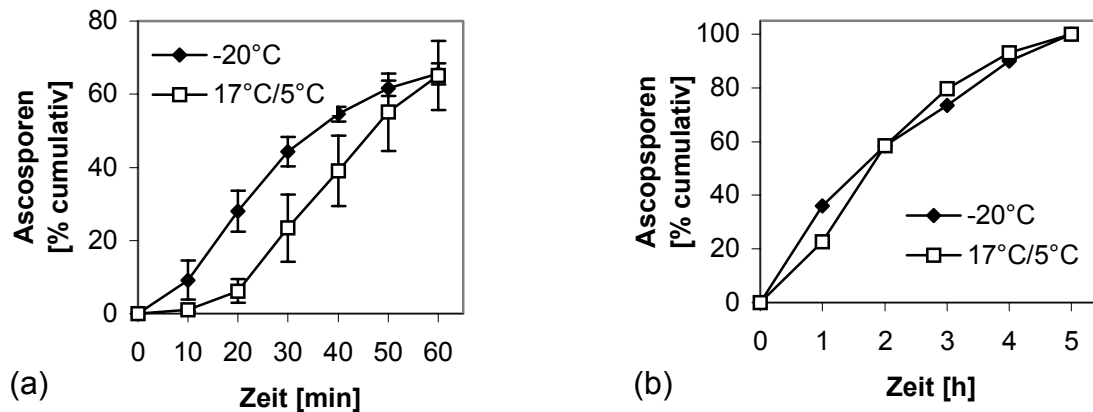 80
60
40
20
0
Ascosporen
[% cumulativ]
-20°C
17°C/5°C
0 10 20 30 40 50 60
Zeit [min]
(a)
100
80
60
40
20
0
Ascopsporen
[% cumulativ]
-20°C
17°C/5°C
0 1 2 3 4 5
Zeit [h]
(b)